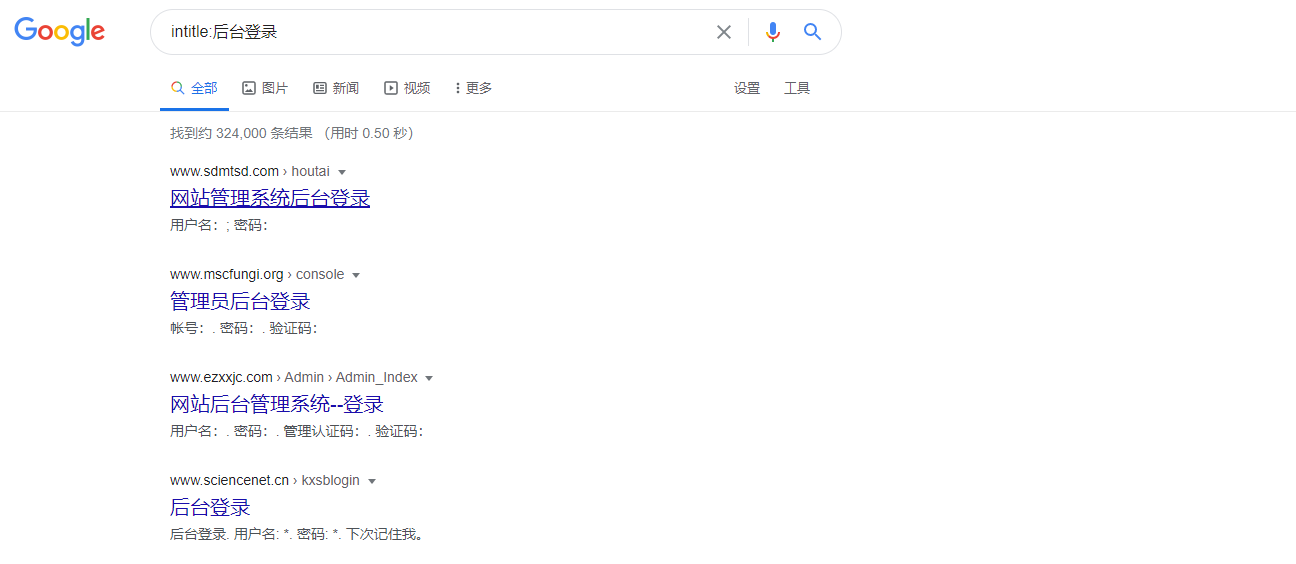 Google
intitle:后台登录
全部 图片 新闻 视频 更多 设置 工具
找到约 324,000 条结果 （用时 0.50 秒）
www.sdmtsd.com › houtai
网站管理系统后台登录
用户名：; 密码：
www.mscfungi.org › console
管理员后台登录
帐号：. 密码：. 验证码：
www.ezxxjc.com › Admin › Admin_Index
网站后台管理系统--登录
用户名：. 密码：. 管理认证码：. 验证码：
www.sciencenet.cn › kxsblogin
后台登录
后台登录. 用户名: *. 密码: *. 下次记住我。